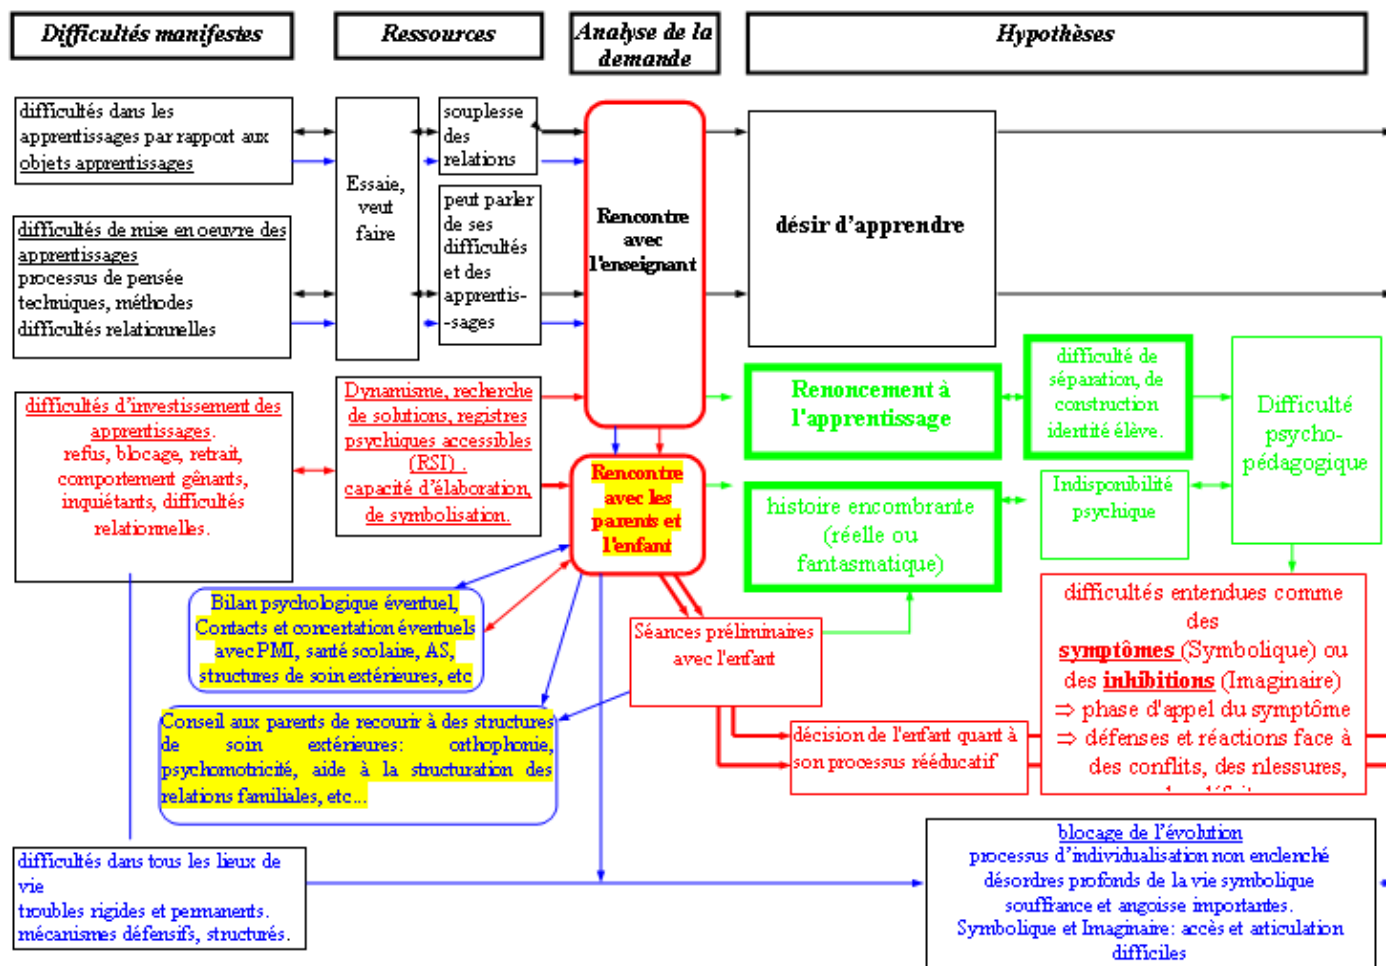 Difficultés manifestes
Ressources
Analyse de la
demande
Hypothèses
difficultés dans les
apprentissages par rapport aux
objets apprentissages
difficultés de mise en oeuvre des
apprentissages
processus de pensée
techniques, méthodes
difficultés relationnelles
Essaie,
veut
faire
souplesse
des
relations
peut parler
de ses
difficultés
et des
apprentis-
-sages
Rencontre
avec
l'enseignant
désir d'apprendre
difficultés d'investissement des
apprentissages.
refus, blocage, retrait,
comportement gênants,
inquiétants, difficultés
relationnelles.
Dynamisme, recherche
de solutions, registres
psychiques accessibles
(RSI) .
capacité d'élaboration,
de symbolisation.
Rencontre
avec les
parents et
l'enfant
Renoncement à
l'apprentissage
difficulté de
séparation, de
construction
identité élève.
Difficulté
psycho-
pédagogique
histoire encombrante
(réelle ou
fantasmatique)
Indisponibilité
psychique
Bilan psychologique éventuel,
Contacts et concertation éventuels
avec PMI, santé scolaire, AS,
structures de soin extérieures, etc
Séances préliminaires
avec l'enfant
difficultés entendues comme
des
symptômes (Symbolique) ou
des inhibitions (Imaginaire)
⇒ phase d'appel du symptôme
⇒ défenses et réactions face à
des conflits, des nlessures,
Conseil aux parents de recourir à des structures
de soin extérieures: orthophonie,
psychomotricité, aide à la structuration des
relations familiales, etc...
décision de l'enfant quant à
son processus rééducatif
difficultés dans tous les lieux de
vie
troubles rigides et permanents.
mécanismes défensifs, structurés.
blocage de l'évolution
processus d'individualisation non enclenché
désordres profonds de la vie symbolique
souffrance et angoisse importantes.
Symbolique et Imaginaire: accès et articulation
difficiles